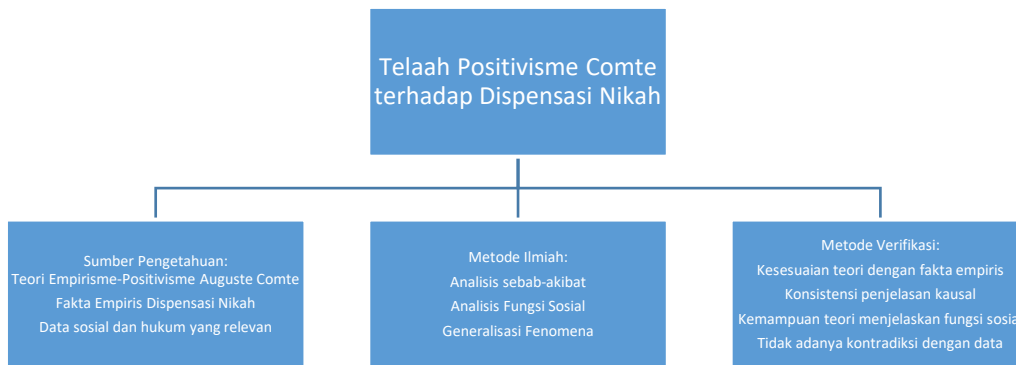 Telaah Positivisme Comte
terhadap Dispensasi Nikah
Sumber Pengetahuan:
Teori Empirisme-Positivisme Auguste Comte
Fakta Empiris Dispensasi Nikah
Data sosial dan hukum yang relevan
Metode Ilmiah:
Analisis sebab-akibat
Analisis Fungsi Sosial
Generalisasi Fenomena
Metode Verifikasi:
Kesesuaian teori dengan fakta empiris
Konsistensi penjelasan kausal
Kemampuan teori menjelaskan fungsi sosia
Tidak adanya kontradiksi dengan data